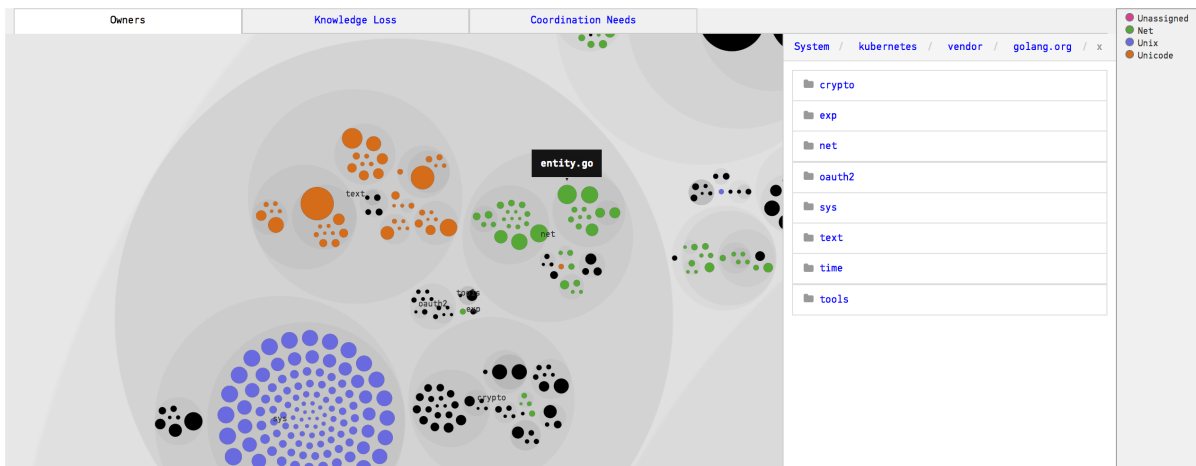 Owners
Knowledge Loss
Coordination Needs
System / kubernetes / vendor / golang.org / x
crypto
exp
net
oauth2
sys
text
time
tools
Unassigned
Net
Unix
Unicode
entity.go
text
net
tools
oauth2
exp
crypto
sys